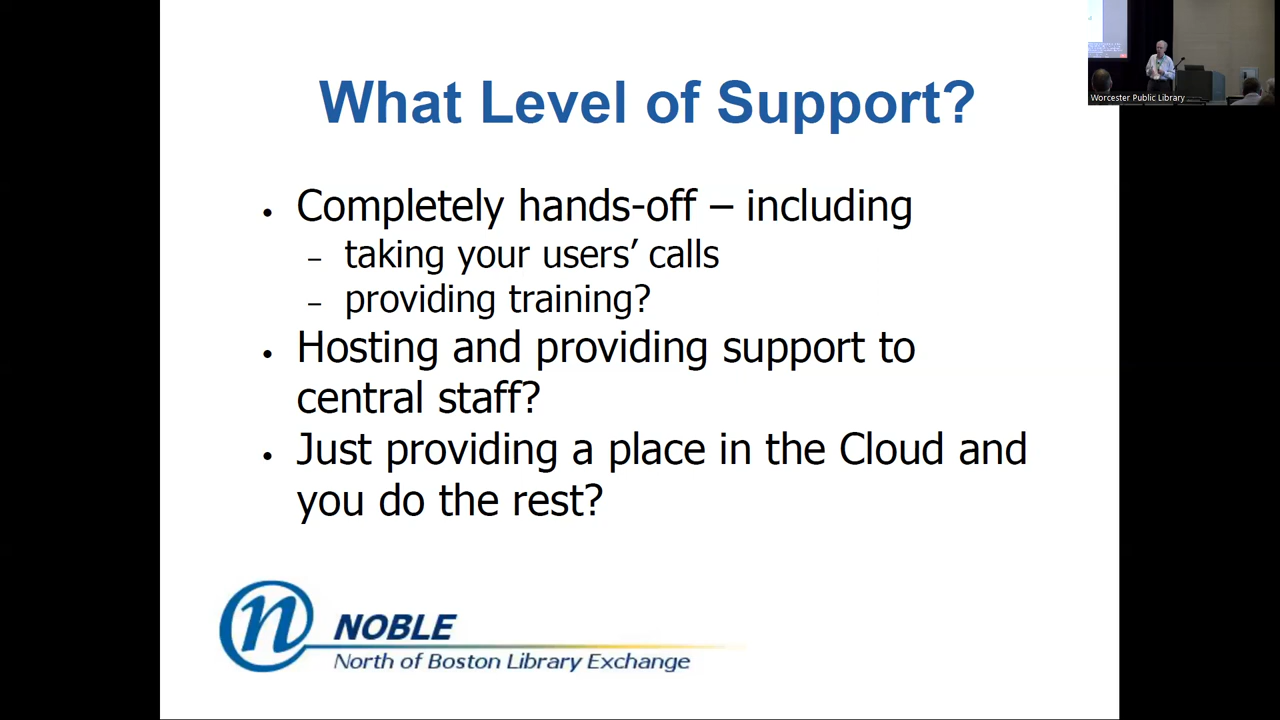 What Level of Support?
• Completely hands-off – including
– taking your users’ calls
– providing training?
• Hosting and providing support to
central staff?
• Just providing a place in the Cloud and
you do the rest?
n NOBLE
North of Boston Library Exchange
Worcester Public Library